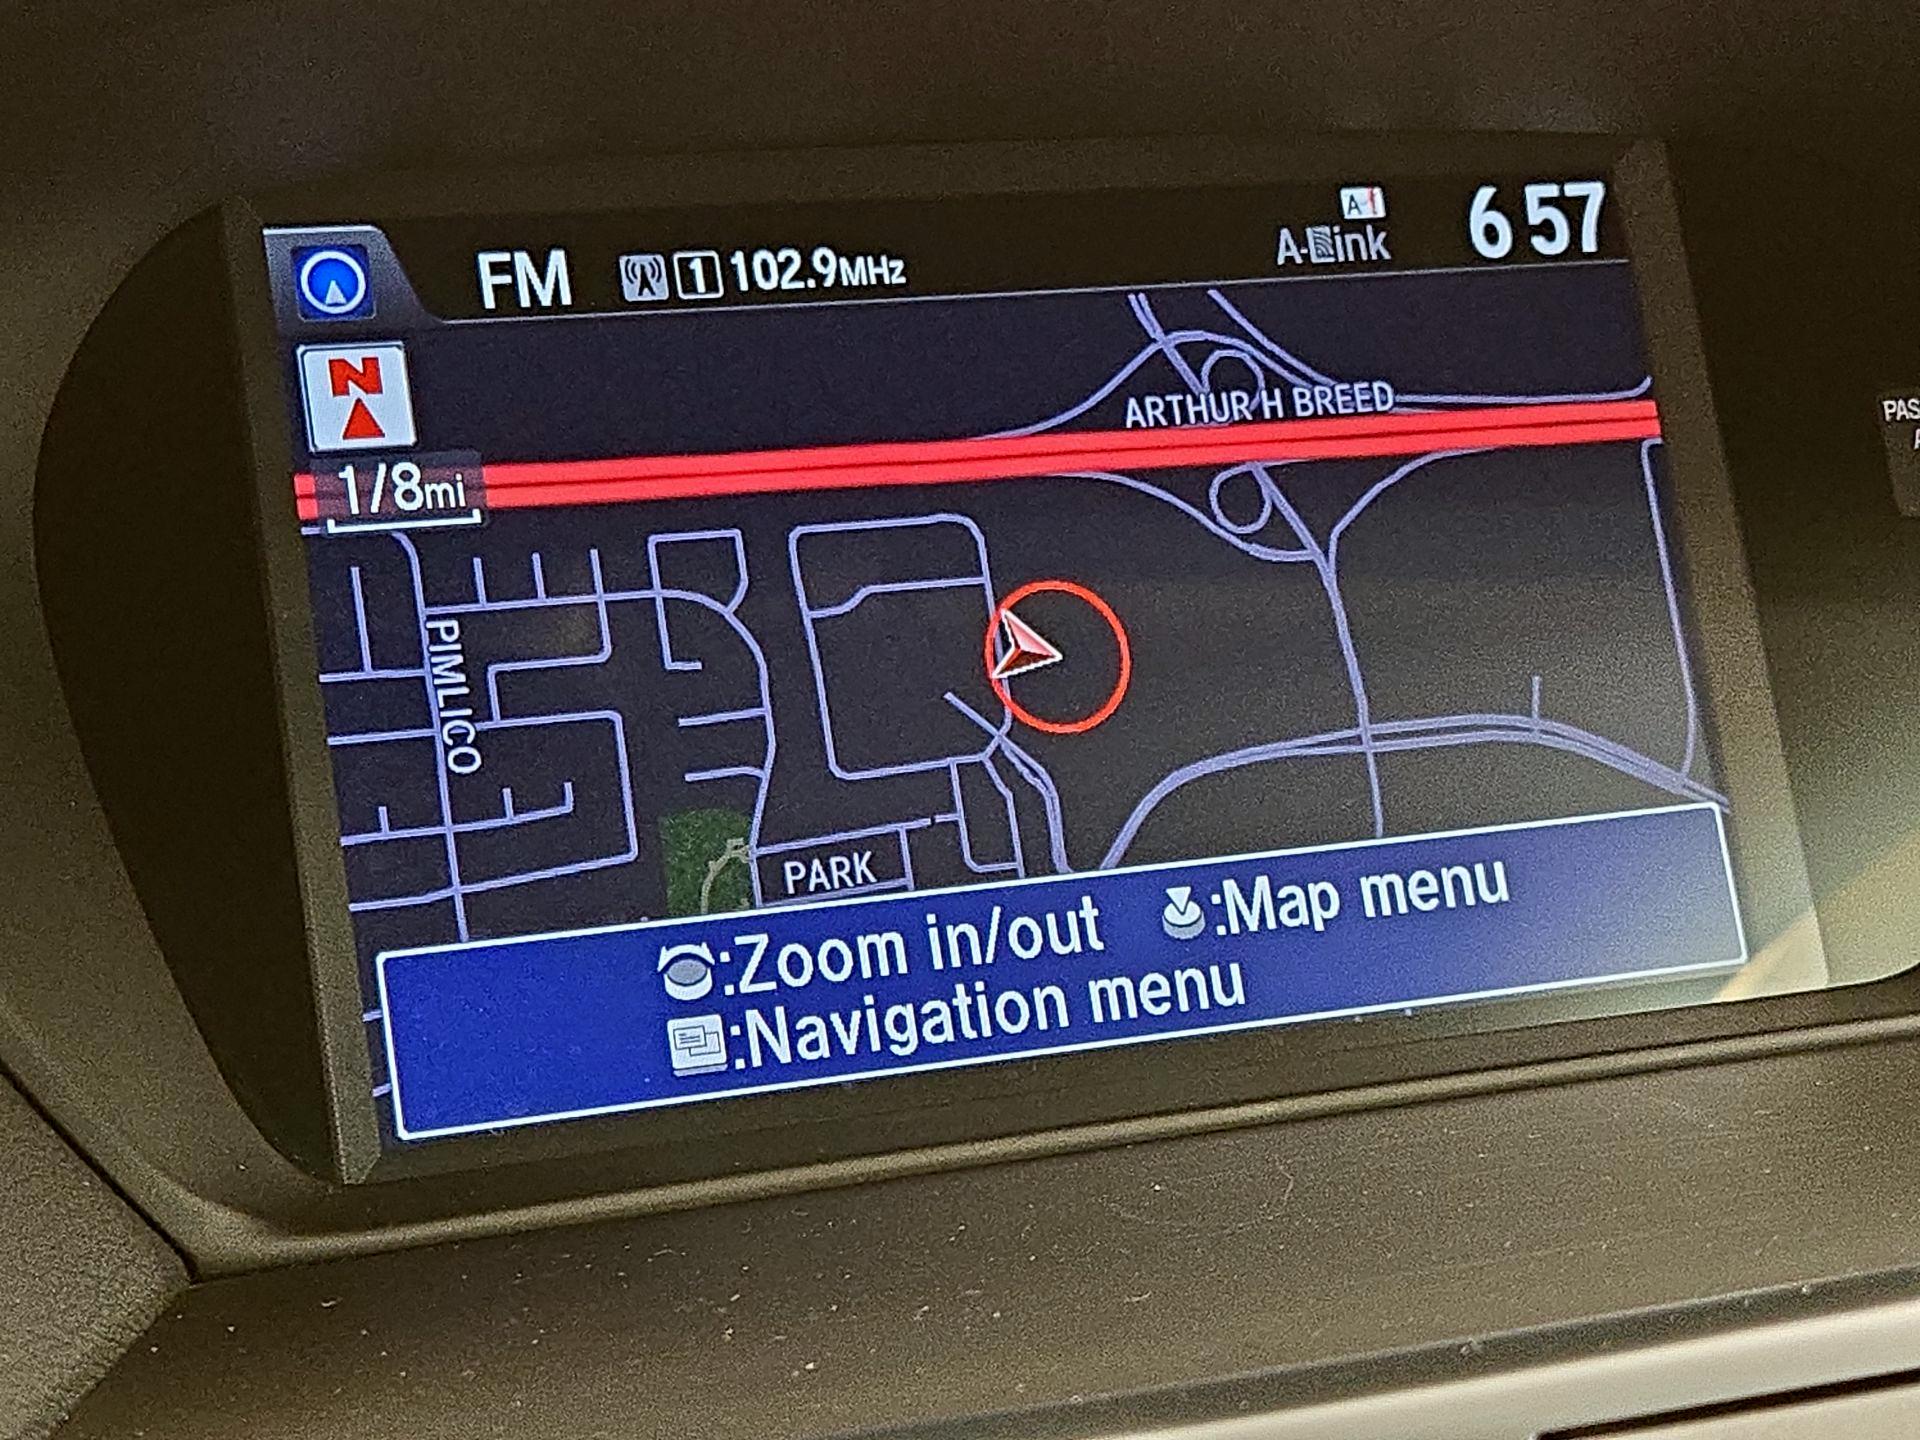 FM 1 102.9MHz A-Link 6 57
N
1/8mi
ARTHUR H BREED
PIMLICO
PARK
:Zoom in/out :Map menu
:Navigation menu
PAS